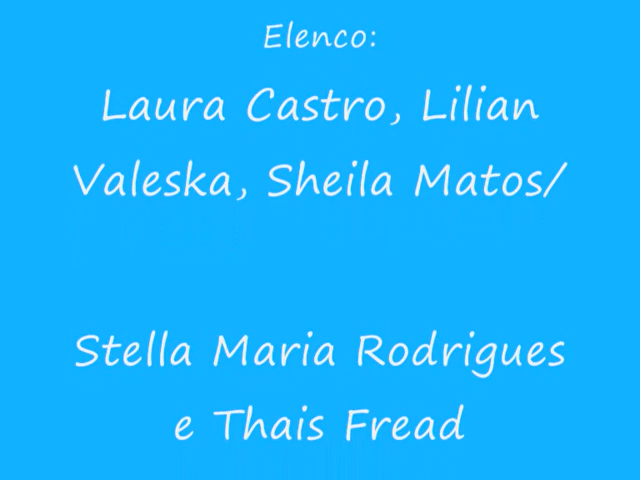 Elenco:
Laura Castro, Lilian
Valeska, Sheila Matos/
Stella Maria Rodrigues
e Thais Fread